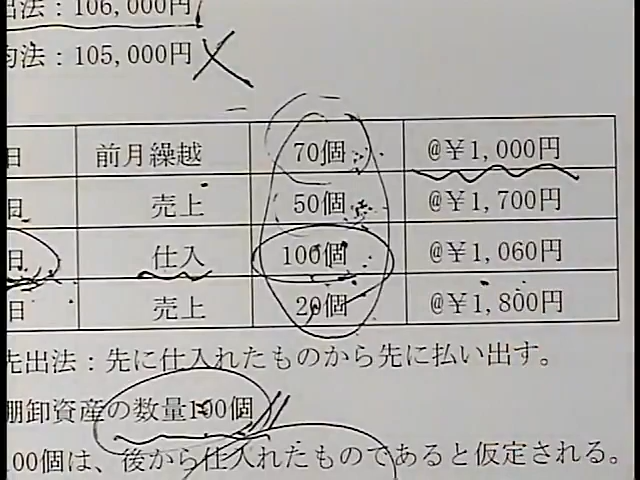 出法：106,000円
均法：105,000円
日 前月繰越 70個 @￥1,000円
日 売上 50個 @￥1,700円
日 仕入 100個 @￥1,060円
日 売上 20個 @￥1,800円
先出法：先に仕入れたものから先に払い出す。
棚卸資産の数量100個
100個は、後から仕入れたものであると仮定される。